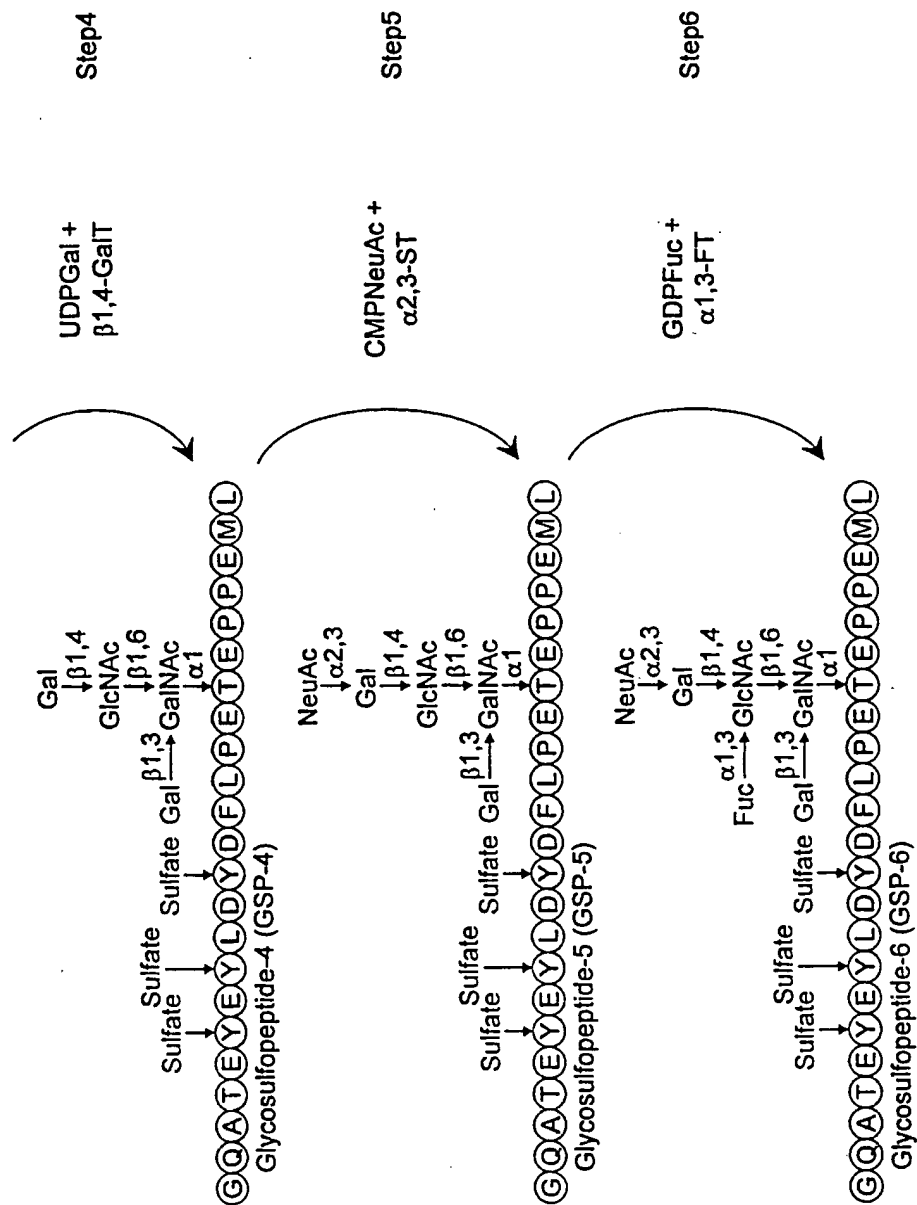 UDPGal +
β1,4-GalT
Step4
Gal
β1,4
GlcNAc
β1,6
Gal β1,3 GalNAc
α1
Sulfate Sulfate Sulfate
GQATEYEYLDYDFLPETEPPEML
Glycosulfopeptide-4 (GSP-4)
CMPNeuAc +
α2,3-ST
Step5
NeuAc
α2,3
Gal
β1,4
GlcNAc
β1,6
Gal β1,3 GalNAc
α1
Sulfate Sulfate Sulfate
GQATEYEYLDYDFLPETEPPEML
Glycosulfopeptide-5 (GSP-5)
GDPFuc +
α1,3-FT
Step6
NeuAc
α2,3
Gal
β1,4
Fuc α1,3 GlcNAc
β1,6
Gal β1,3 GalNAc
α1
Sulfate Sulfate Sulfate
GQATEYEYLDYDFLPETEPPEML
Glycosulfopeptide-6 (GSP-6)